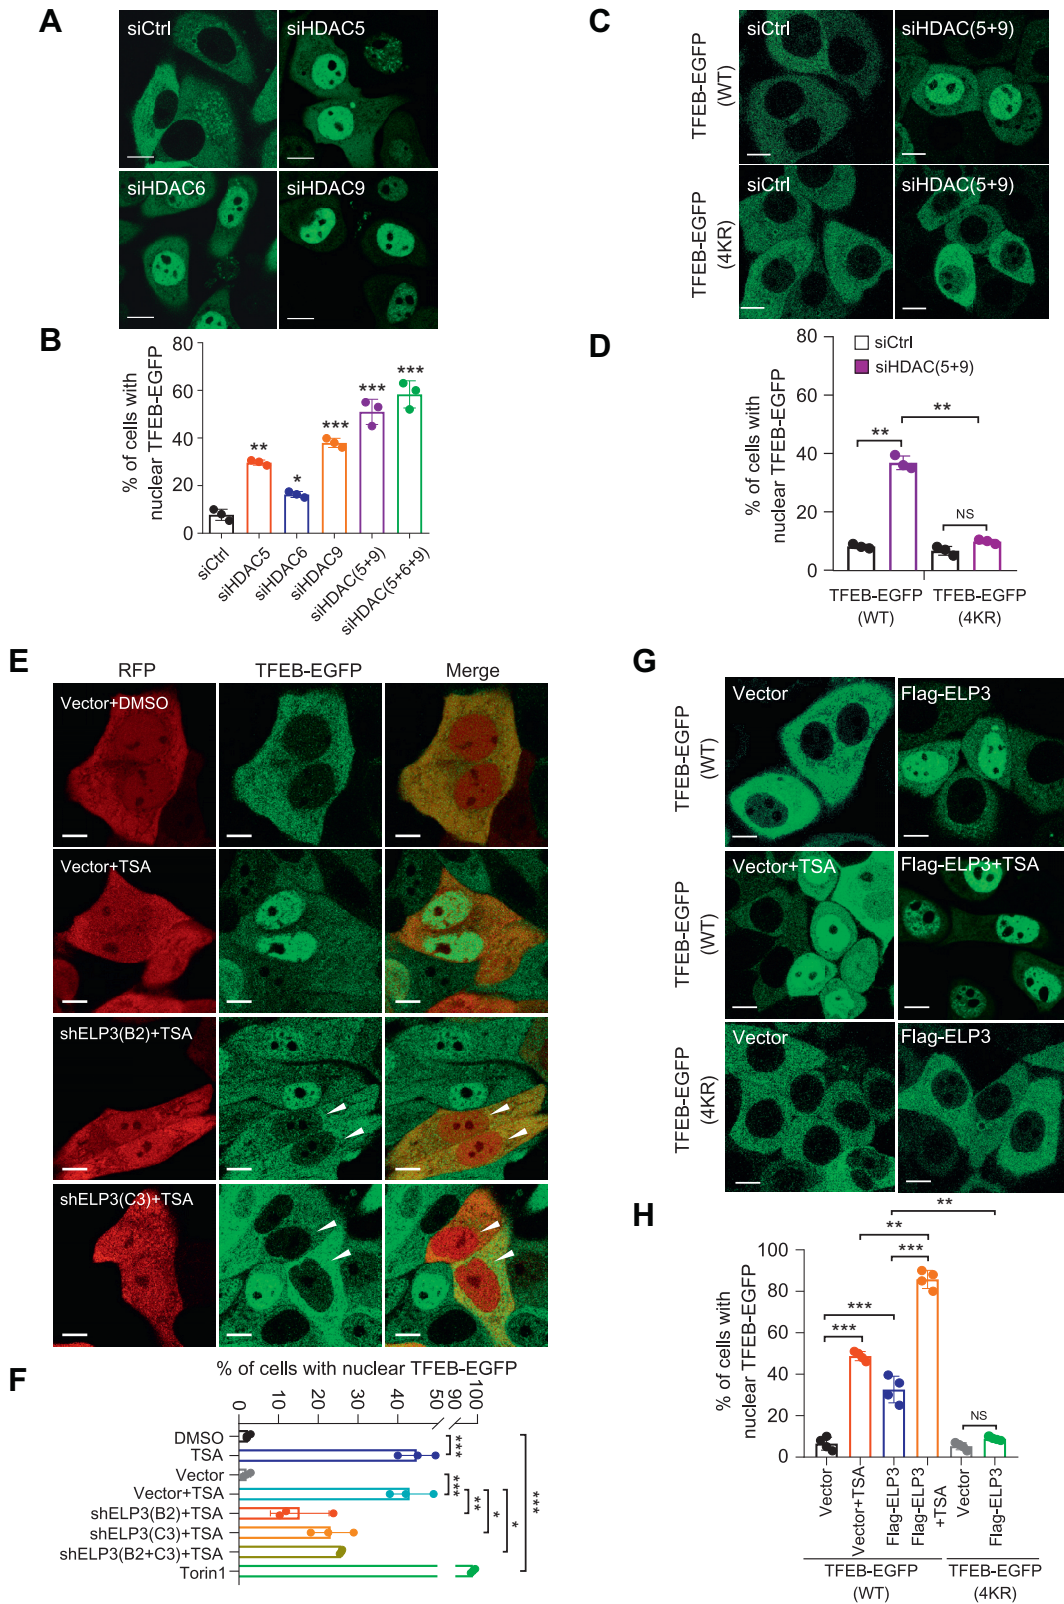 A
siCtrl
siHDAC5
siHDAC6
siHDAC9
B
% of cells with
nuclear TFEB-EGFP
80
60
40
20
0
**
*
***
***
***
siCtrl
siHDAC5
siHDAC6
siHDAC9
siHDAC(5+9)
siHDAC(5+6+9)
C
TFEB-EGFP
(WT)
siCtrl
siHDAC(5+9)
TFEB-EGFP
(4KR)
siCtrl
siHDAC(5+9)
D
% of cells with
nuclear TFEB-EGFP
80
60
40
20
0
siCtrl
siHDAC(5+9)
**
**
NS
TFEB-EGFP
(WT)
TFEB-EGFP
(4KR)
E
RFP
TFEB-EGFP
Merge
Vector+DMSO
Vector+TSA
shELP3(B2)+TSA
shELP3(C3)+TSA
F
% of cells with nuclear TFEB-EGFP
0
10
20
30
40
50
90
100
DMSO
TSA
Vector
Vector+TSA
shELP3(B2)+TSA
shELP3(C3)+TSA
shELP3(B2+C3)+TSA
Torin1
***
***
**
*
*
***
G
TFEB-EGFP
(WT)
Vector
Flag-ELP3
TFEB-EGFP
(WT)
Vector+TSA
Flag-ELP3+TSA
TFEB-EGFP
(4KR)
Vector
Flag-ELP3
H
% of cells with
nuclear TFEB-EGFP
100
80
60
40
20
0
**
**
***
***
***
NS
Vector
Vector+TSA
Flag-ELP3
Flag-ELP3
+TSA
Vector
Flag-ELP3
TFEB-EGFP
(WT)
TFEB-EGFP
(4KR)